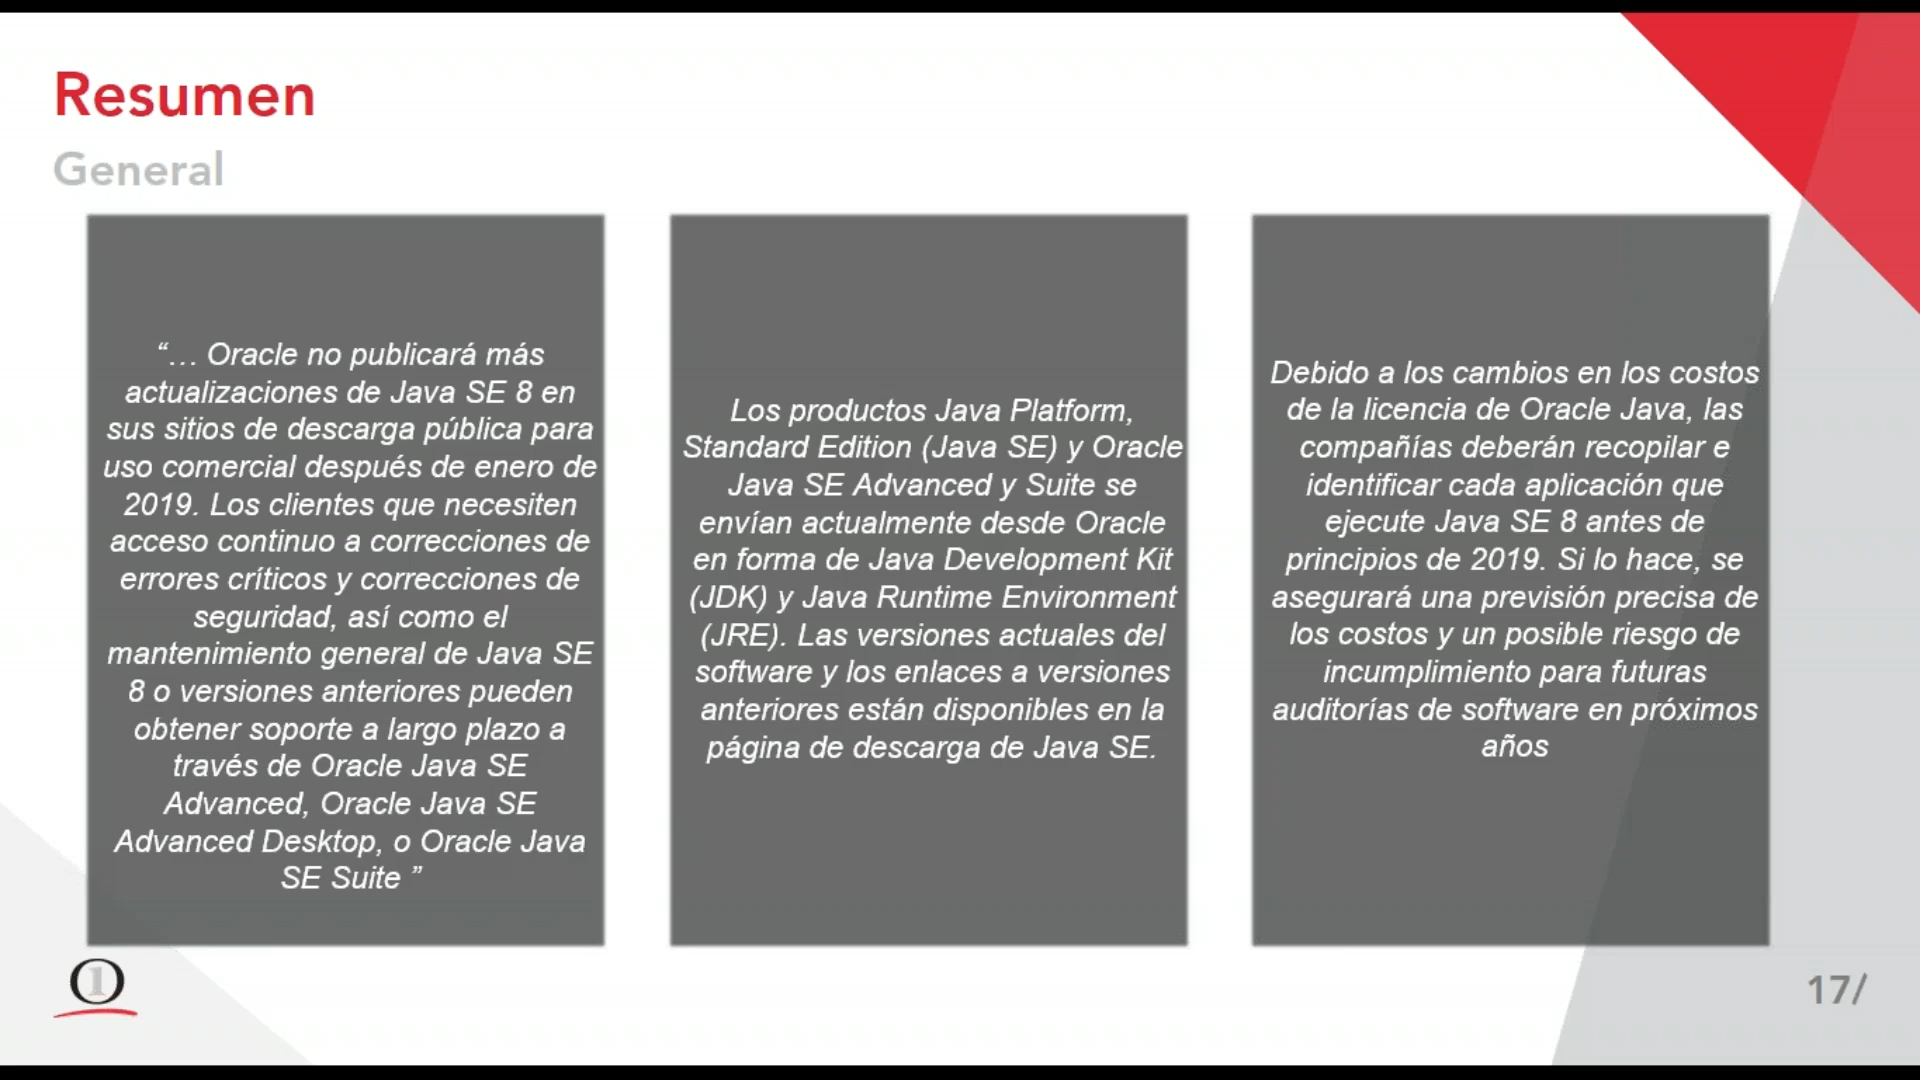 Resumen
General
“… Oracle no publicará más
actualizaciones de Java SE 8 en
sus sitios de descarga pública para
uso comercial después de enero de
2019. Los clientes que necesiten
acceso continuo a correcciones de
errores críticos y correcciones de
seguridad, así como el
mantenimiento general de Java SE
8 o versiones anteriores pueden
obtener soporte a largo plazo a
través de Oracle Java SE
Advanced, Oracle Java SE
Advanced Desktop, o Oracle Java
SE Suite ”
Los productos Java Platform,
Standard Edition (Java SE) y Oracle
Java SE Advanced y Suite se
envían actualmente desde Oracle
en forma de Java Development Kit
(JDK) y Java Runtime Environment
(JRE). Las versiones actuales del
software y los enlaces a versiones
anteriores están disponibles en la
página de descarga de Java SE.
Debido a los cambios en los costos
de la licencia de Oracle Java, las
compañías deberán recopilar e
identificar cada aplicación que
ejecute Java SE 8 antes de
principios de 2019. Si lo hace, se
asegurará una previsión precisa de
los costos y un posible riesgo de
incumplimiento para futuras
auditorías de software en próximos
años
17/